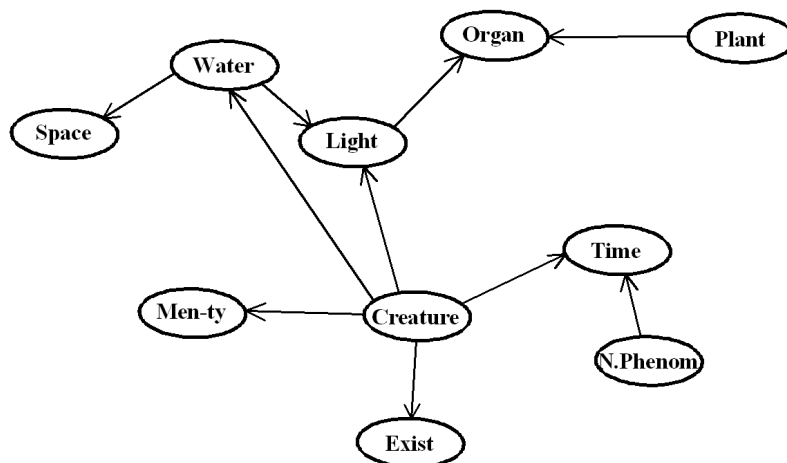 Organ
Plant
Water
Space
Light
Time
Men-ty
Creature
N.Phenom.
Exist